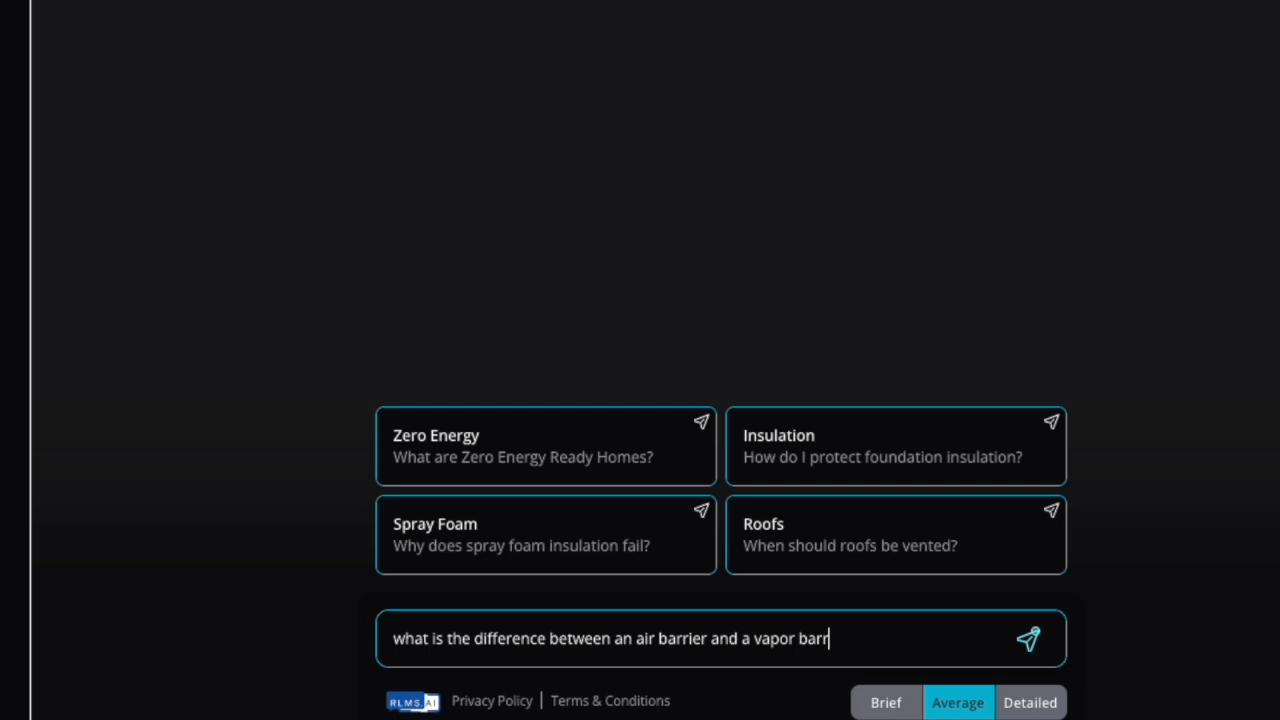 Zero Energy
What are Zero Energy Ready Homes?
Insulation
How do I protect foundation insulation?
Spray Foam
Why does spray foam insulation fail?
Roofs
When should roofs be vented?
what is the difference between an air barrier and a vapor barr
RLMS.AI
Privacy Policy | Terms & Conditions
Brief
Average
Detailed